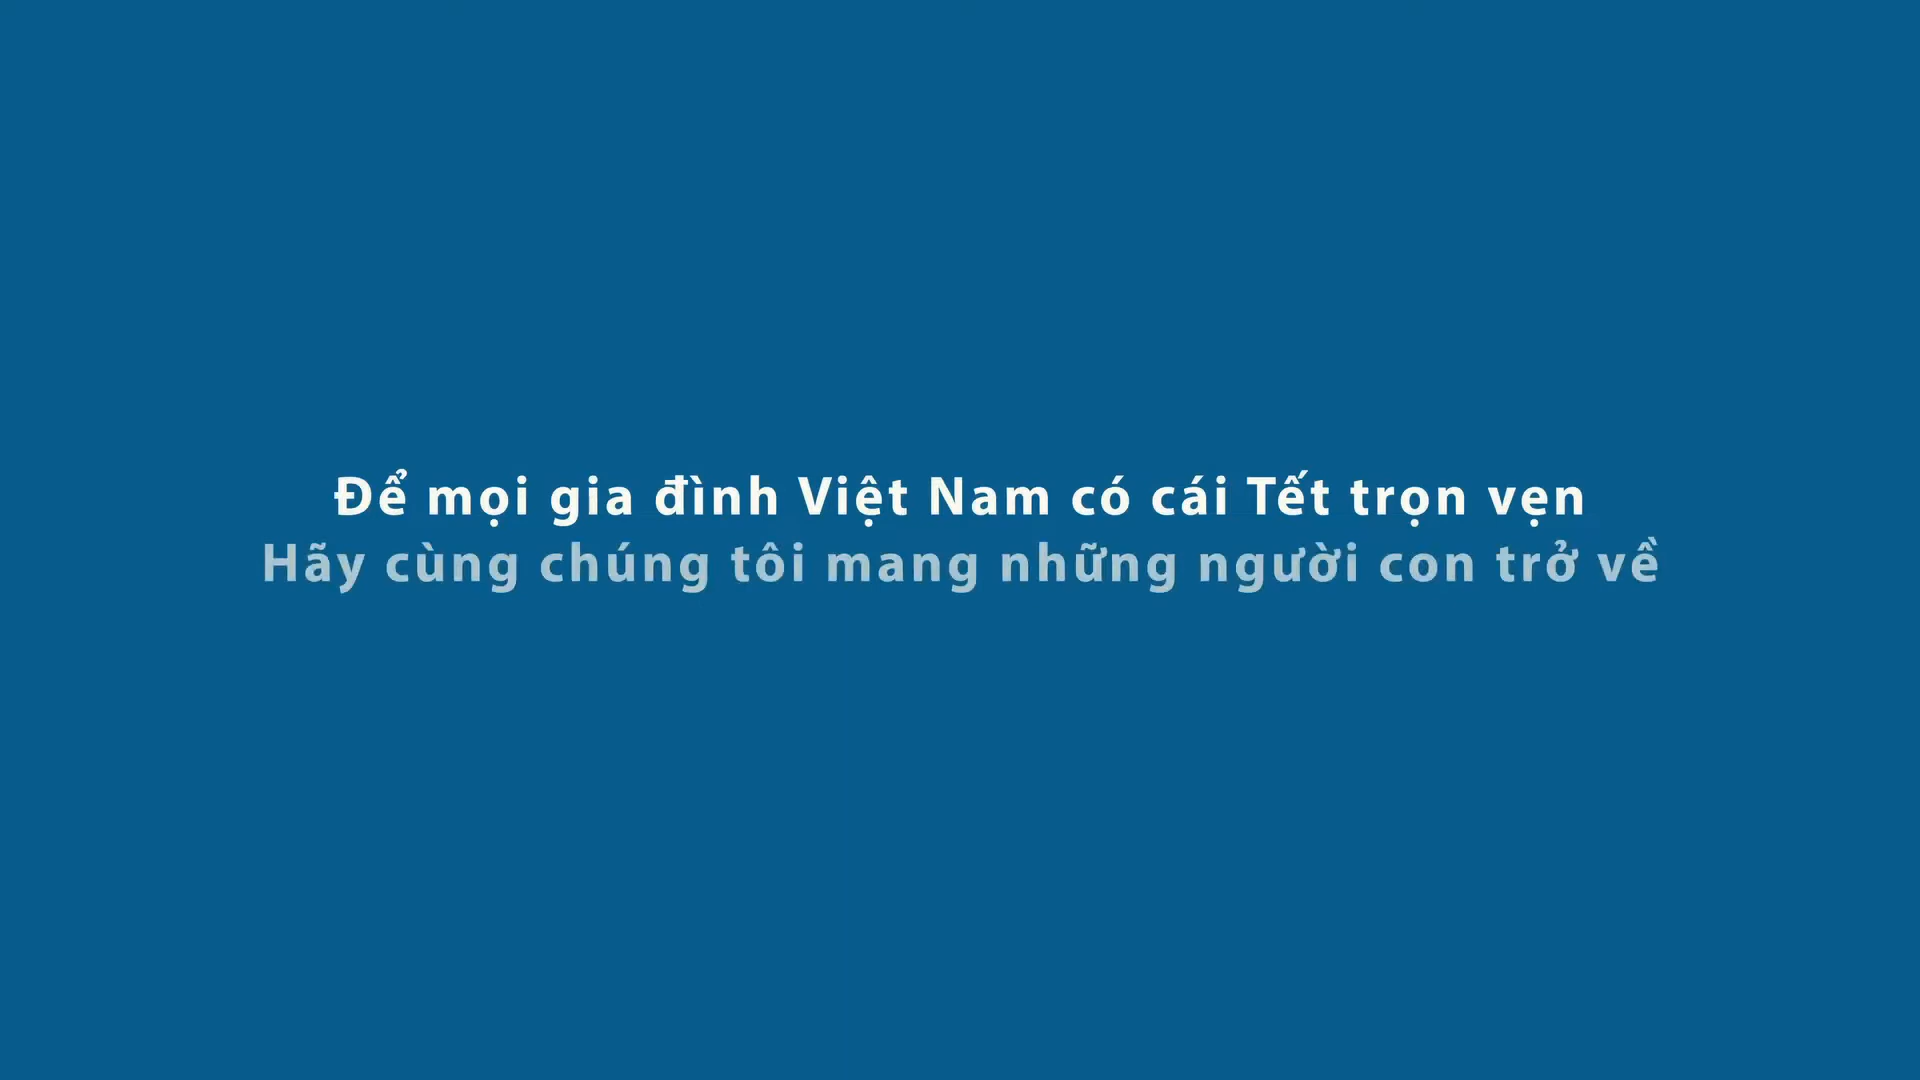 Để mọi gia đình Việt Nam có cái Tết trọn vẹn
Hãy cùng chúng tôi mang những người con trở về